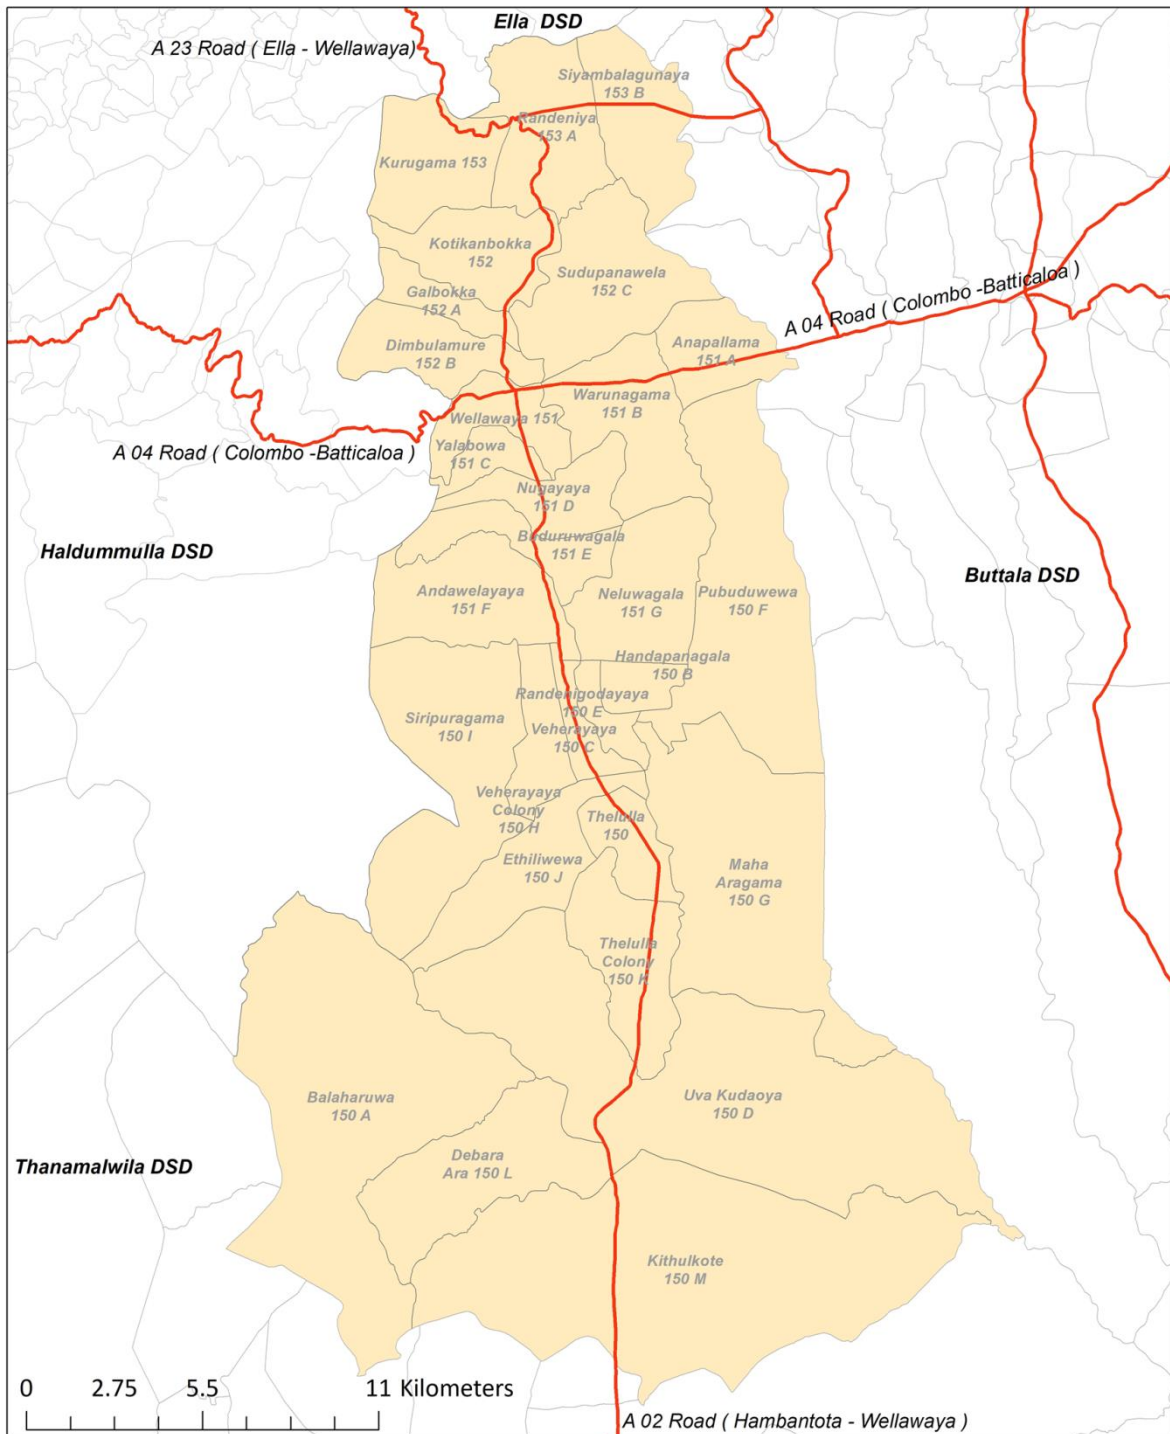 Ella DSD
A 23 Road ( Ella - Wellawaya)
Siyambalagunaya
153 B
Randeniya
153 A
Kurugama 153
Kotikanbokka
152
Sudupanawela
152 C
Galbokka
152 A
A 04 Road ( Colombo -Batticaloa )
Dimbulamure
152 B
Anapallama
151 A
Warunagama
151 B
Wellawaya 151
A 04 Road ( Colombo -Batticaloa )
Yalabowa
151 C
Nugayaya
151 D
Buduruwagala
151 E
Haldummulla DSD
Buttala DSD
Andawelayaya
151 F
Neluwagala
151 G
Pubuduwewa
150 F
Handapanagala
150 B
Randenigodayaya
150 E
Siripuragama
150 I
Veherayaya
150 C
Veherayaya
Colony
150 H
Thelulla
150
Ethiliwewa
150 J
Maha
Aragama
150 G
Thelulla
Colony
150 K
Balaharuwa
150 A
Uva Kudaoya
150 D
Thanamalwila DSD
Debara
Ara 150 L
Kithulkote
150 M
0 2.75 5.5 11 Kilometers
A 02 Road ( Hambantota - Wellawaya )